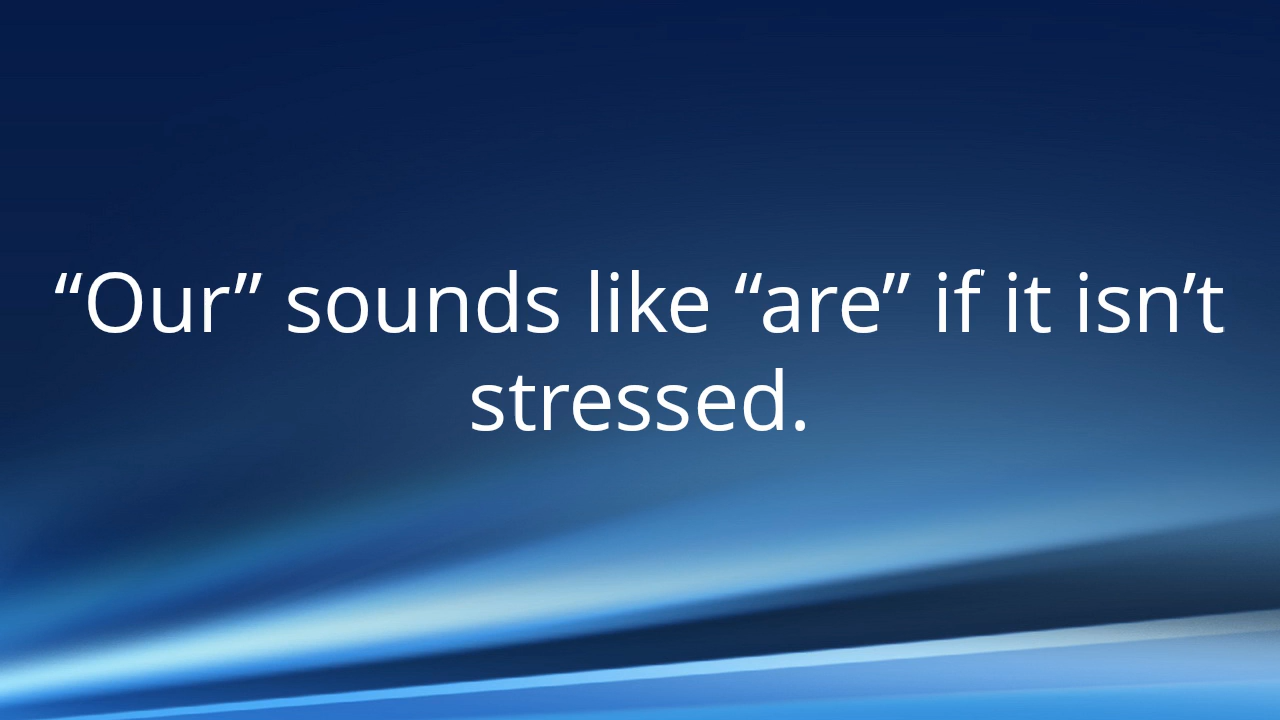 “Our” sounds like “are” if it isn’t
stressed.